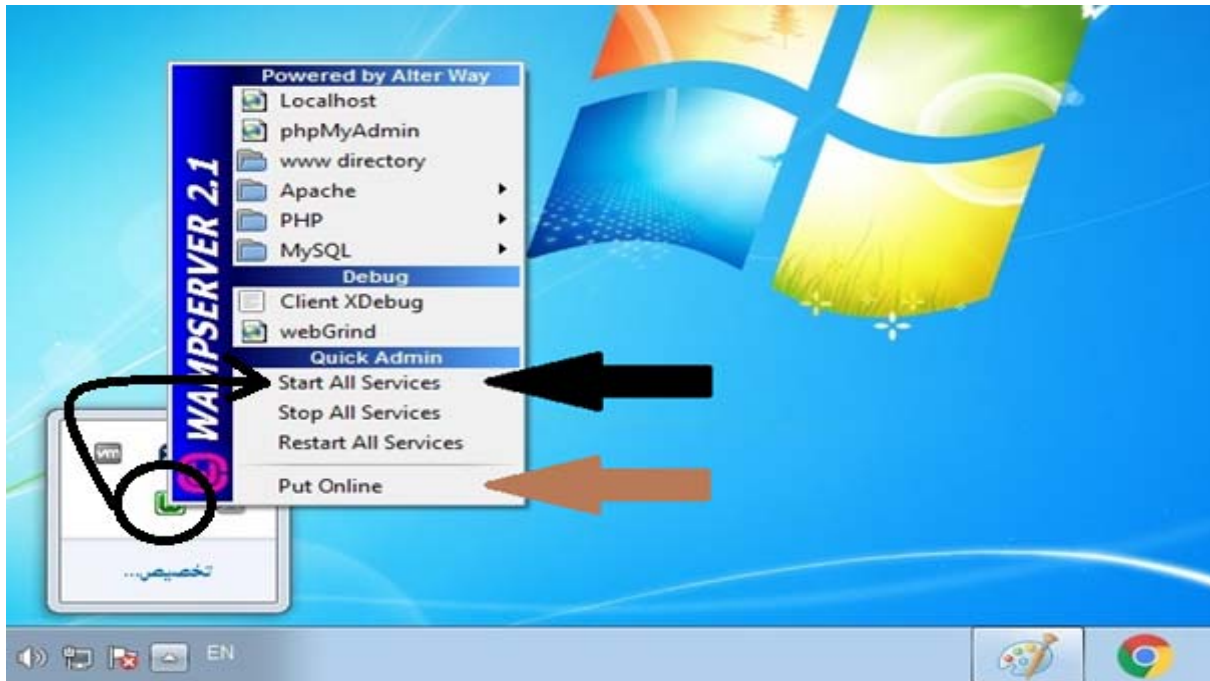 Powered by Alter Way
Localhost
phpMyAdmin
www directory
Apache
PHP
MySQL
Debug
Client XDebug
webGrind
Quick Admin
Start All Services
Stop All Services
Restart All Services
Put Online
WAMPSERVER 2.1
vm
تخصيص...
EN